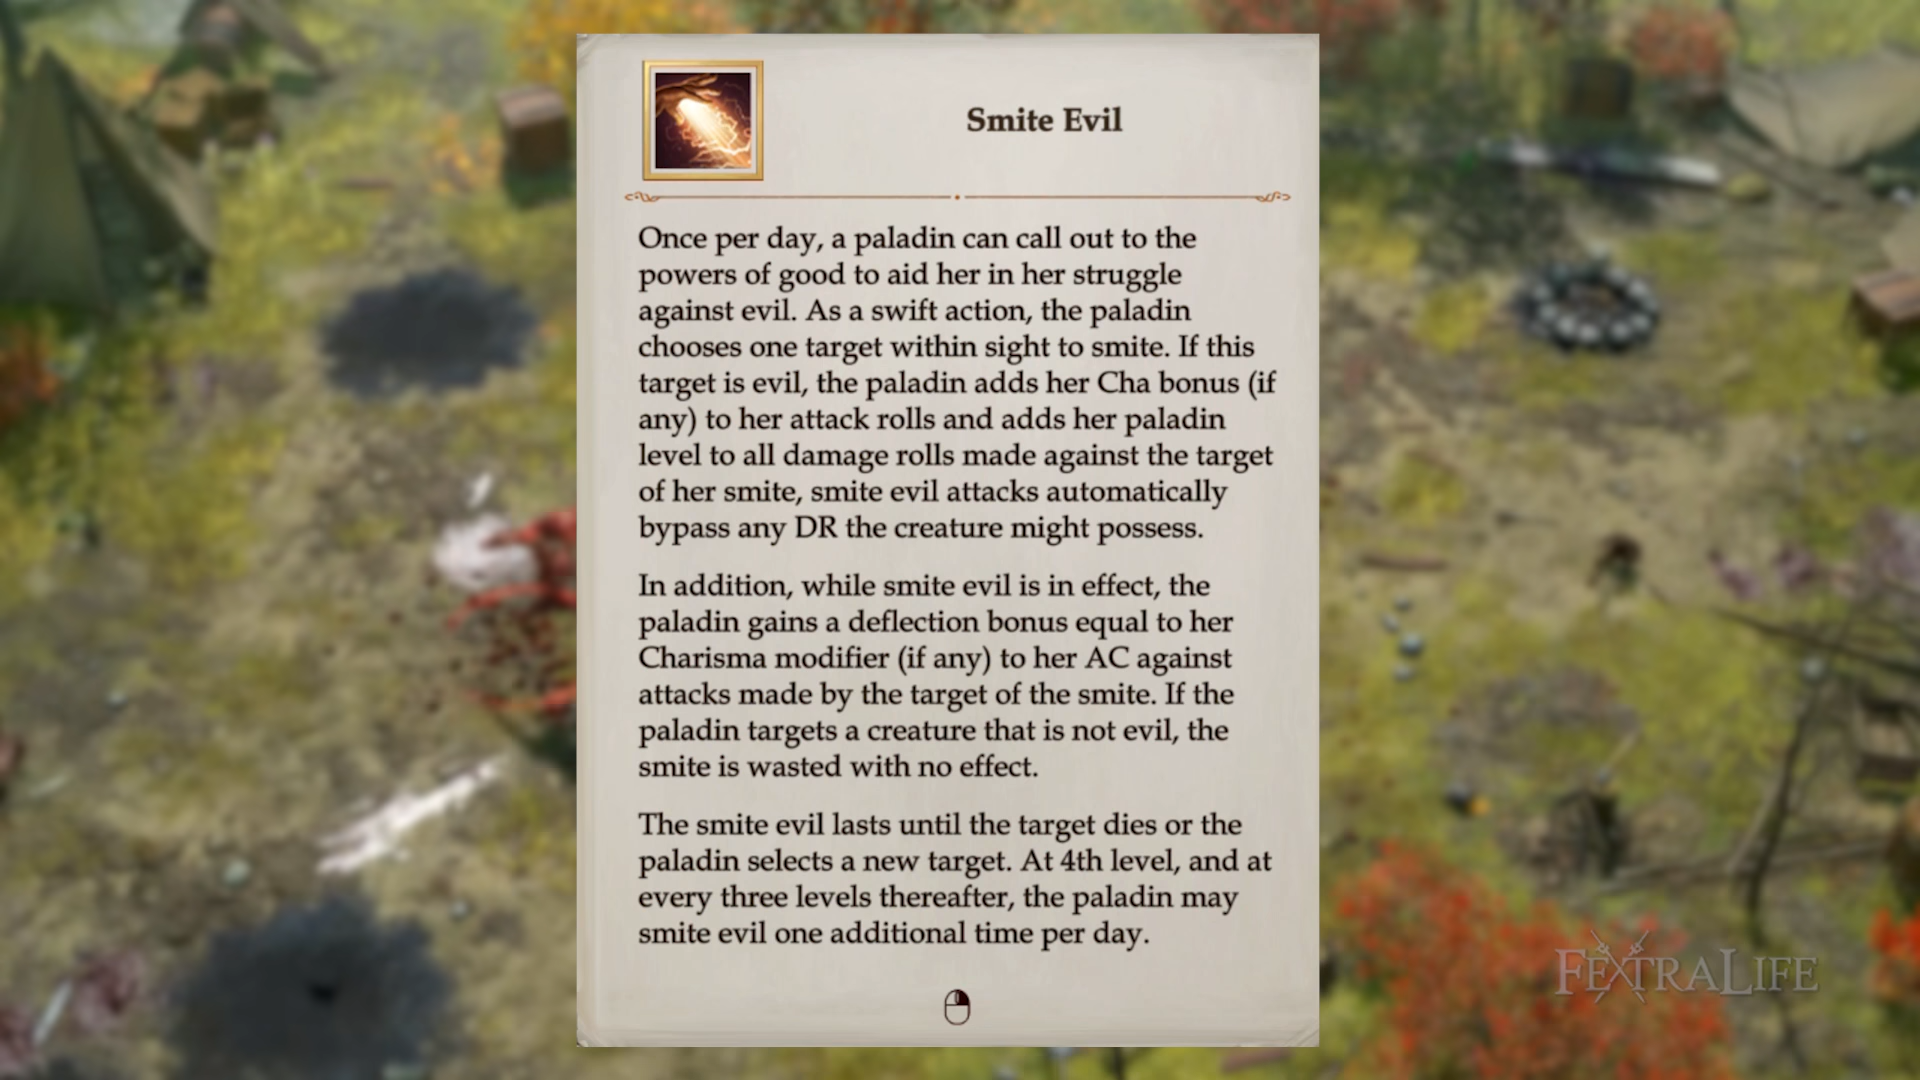 Smite Evil
Once per day, a paladin can call out to the
powers of good to aid her in her struggle
against evil. As a swift action, the paladin
chooses one target within sight to smite. If this
target is evil, the paladin adds her Cha bonus (if
any) to her attack rolls and adds her paladin
level to all damage rolls made against the target
of her smite, smite evil attacks automatically
bypass any DR the creature might possess.
In addition, while smite evil is in effect, the
paladin gains a deflection bonus equal to her
Charisma modifier (if any) to her AC against
attacks made by the target of the smite. If the
paladin targets a creature that is not evil, the
smite is wasted with no effect.
The smite evil lasts until the target dies or the
paladin selects a new target. At 4th level, and at
every three levels thereafter, the paladin may
smite evil one additional time per day.
FEXTRALIFE